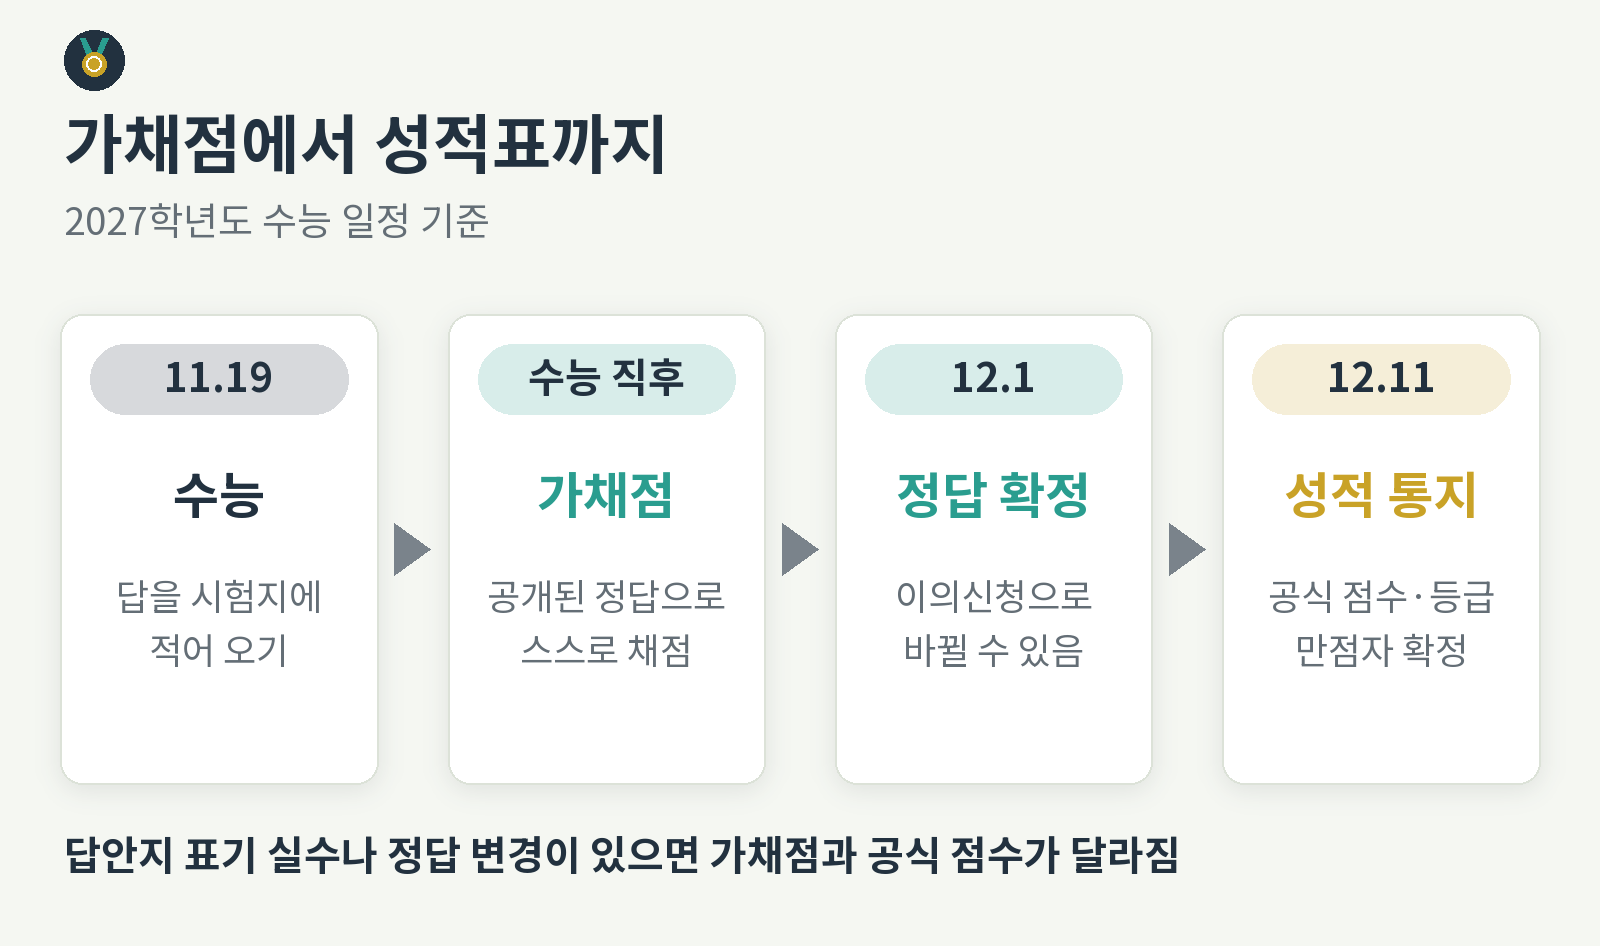 가채점에서 성적표까지
2027학년도 수능 일정 기준
11.19
수능
답을 시험지에
적어 오기
수능 직후
가채점
공개된 정답으로
스스로 채점
12.1
정답 확정
이의신청으로
바뀔 수 있음
12.11
성적 통지
공식 점수·등급
만점자 확정
답안지 표기 실수나 정답 변경이 있으면 가채점과 공식 점수가 달라짐